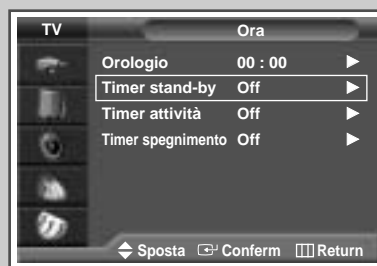 TV Ora
Orologio 00 : 00
Timer stand-by Off
Timer attività Off
Timer spegnimento Off
Sposta Conferm Return